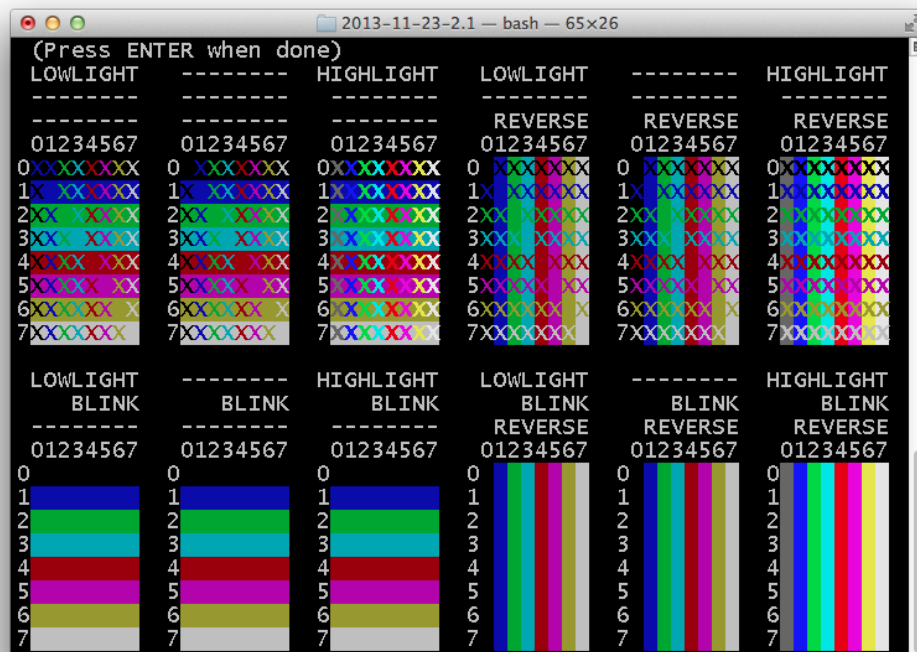 2013-11-23-2.1 — bash — 65×26
(Press ENTER when done)
LOWLIGHT -------- HIGHLIGHT LOWLIGHT -------- HIGHLIGHT
-------- -------- -------- -------- -------- --------
-------- -------- -------- REVERSE REVERSE REVERSE
01234567 01234567 01234567 01234567 01234567 01234567
0 XXXXXXX 0 XXXXXXX 0XXXXXXXX 0 XXXXXXX 0 XXXXXXX 0XXXXXXXX
1X XXXXXX 1X XXXXXX 1XXXXXXXX 1X XXXXXX 1X XXXXXX 1XXXXXXXX
2XX XXXXX 2XX XXXXX 2XXXXXXXX 2XX XXXXX 2XX XXXXX 2XXXXXXXX
3XXX XXXX 3XXX XXXX 3XXXXXXXX 3XXX XXXX 3XXX XXXX 3XXXXXXXX
4XXXX XXX 4XXXX XXX 4XXXXXXXX 4XXXX XXX 4XXXX XXX 4XXXXXXXX
5XXXXX XX 5XXXXX XX 5XXXXXXXX 5XXXXX XX 5XXXXX XX 5XXXXXXXX
6XXXXXX X 6XXXXXX X 6XXXXXXXX 6XXXXXX X 6XXXXXX X 6XXXXXXXX
7XXXXXXX 7XXXXXXX 7XXXXXXXX 7XXXXXXX 7XXXXXXX 7XXXXXXXX
LOWLIGHT -------- HIGHLIGHT LOWLIGHT -------- HIGHLIGHT
BLINK BLINK BLINK BLINK BLINK BLINK
-------- -------- -------- REVERSE REVERSE REVERSE
01234567 01234567 01234567 01234567 01234567 01234567
0 0 0 0 0 0
1 1 1 1 1 1
2 2 2 2 2 2
3 3 3 3 3 3
4 4 4 4 4 4
5 5 5 5 5 5
6 6 6 6 6 6
7 7 7 7 7 7